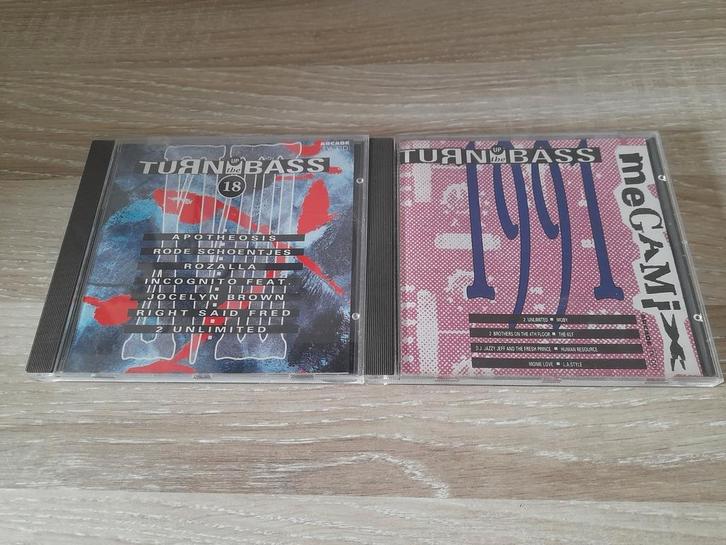 ARCADE
TURN UP the BASS
18
APOTHEOSIS
RODE SCHOENTJES
ROZALLA
INCOGNITO FEAT.
JOCELYN BROWN
RIGHT SAID FRED
2 UNLIMITED
TURN UP the BASS
1991
meGAMix
2 UNLIMITED ■ MOBY
2 BROTHERS ON THE 4TH FLOOR ■ THE KLF
D.J. JAZZY JEFF AND THE FRESH PRINCE ■ HUMAN RESOURCE
MONIE LOVE ■ L.A. STYLE